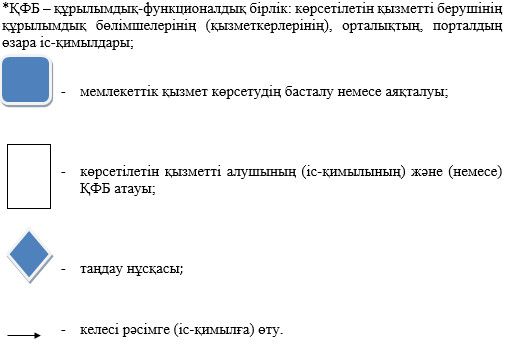 *ҚФБ – құрылымдық-функционалдық бірлік: көрсетілетін қызметті берушінің
құрылымдық бөлімшелерінің (қызметкерлерінің), орталықтың, порталдың
өзара іс-қимылдары;
- мемлекеттік қызмет көрсетудің басталу немесе аяқталуы;
- көрсетілетін қызметті алушының (іс-қимылының) және (немесе)
ҚФБ атауы;
- таңдау нұсқасы;
- келесі рәсімге (іс-қимылға) өту.